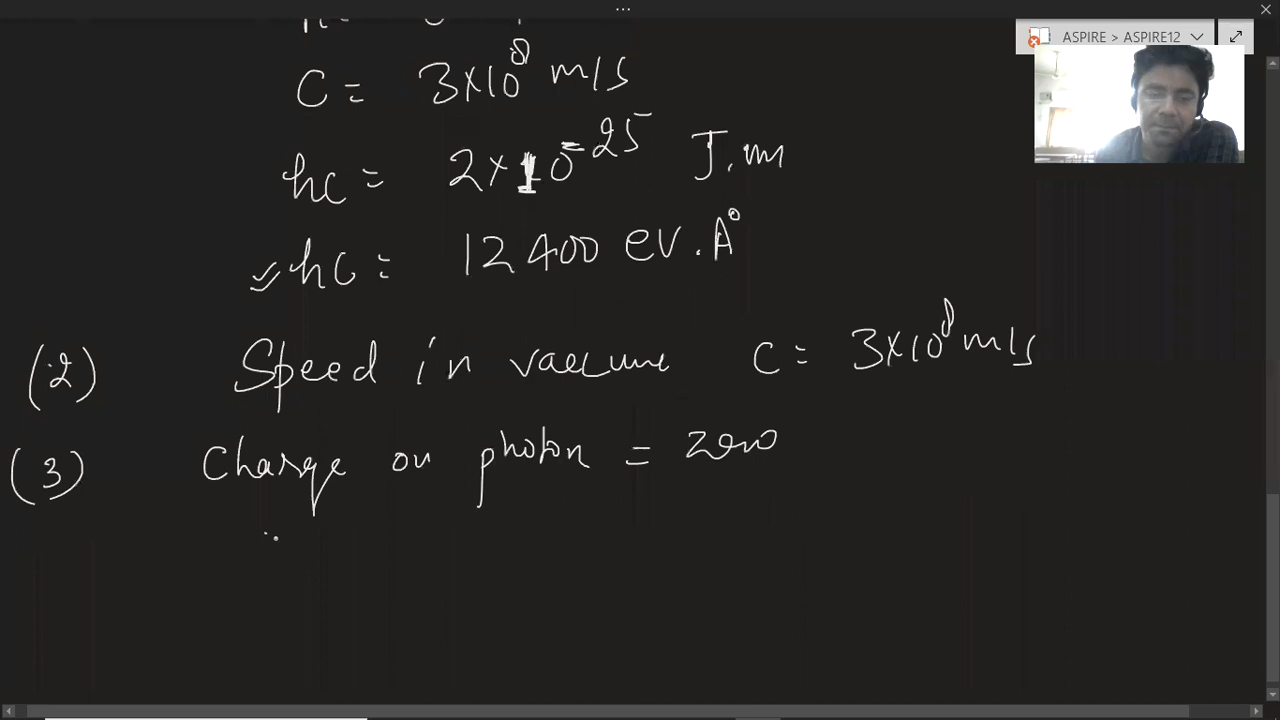 ASPIRE > ASPIRE12
C = 3×10⁸ m/s
hc = 2×10⁻²⁵ J.m
hc = 12400 eV.A°
(2) Speed in vaccume C = 3×10⁸ m/s
(3) Charge on photon = zero